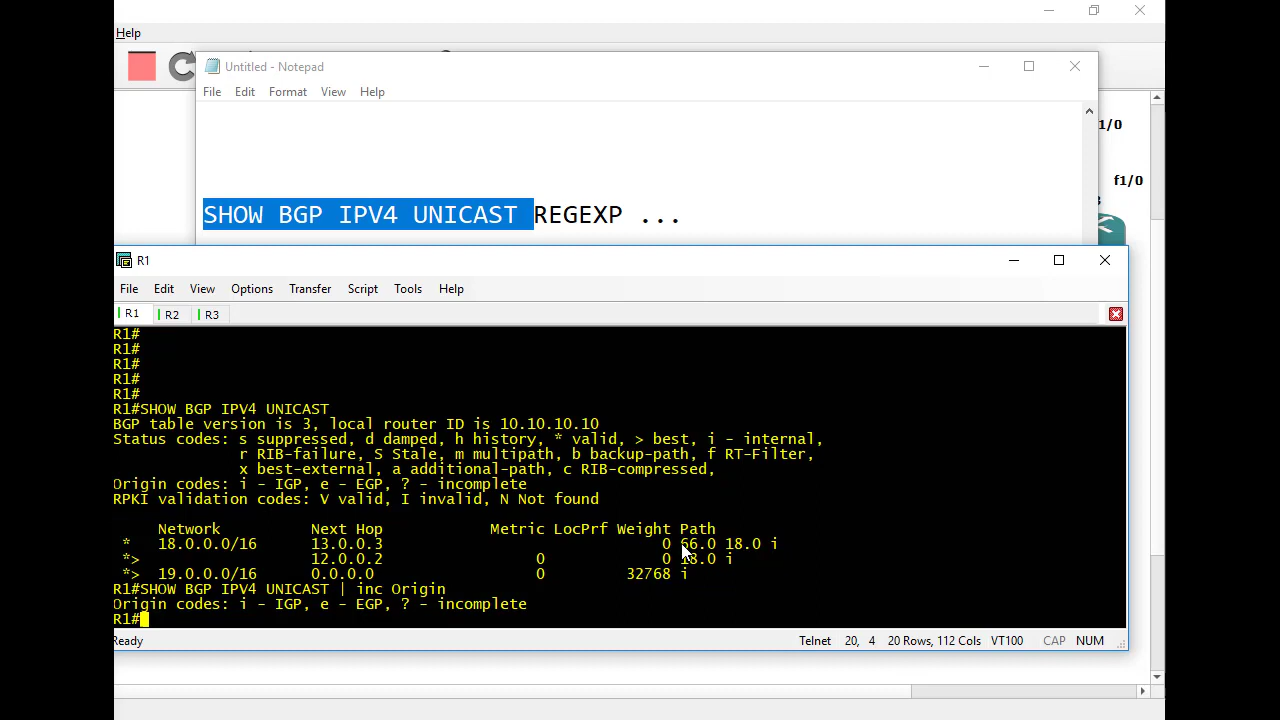 Help
Untitled - Notepad
File Edit Format View Help
1/0
f1/0
SHOW BGP IPV4 UNICAST REGEXP ...
R1
File Edit View Options Transfer Script Tools Help
R1 R2 R3
R1#
R1#
R1#
R1#
R1#
R1#SHOW BGP IPV4 UNICAST
BGP table version is 3, local router ID is 10.10.10.10
Status codes: s suppressed, d damped, h history, * valid, > best, i - internal,
r RIB-failure, S Stale, m multipath, b backup-path, f RT-Filter,
x best-external, a additional-path, c RIB-compressed,
Origin codes: i - IGP, e - EGP, ? - incomplete
RPKI validation codes: V valid, I invalid, N Not found
Network Next Hop Metric LocPrf Weight Path
* 18.0.0.0/16 13.0.0.3 0 66.0 18.0 i
*> 12.0.0.2 0 0 18.0 i
*> 19.0.0.0/16 0.0.0.0 0 32768 i
R1#SHOW BGP IPV4 UNICAST | inc Origin
Origin codes: i - IGP, e - EGP, ? - incomplete
R1#
Ready Telnet 20, 4 20 Rows, 112 Cols VT100 CAP NUM